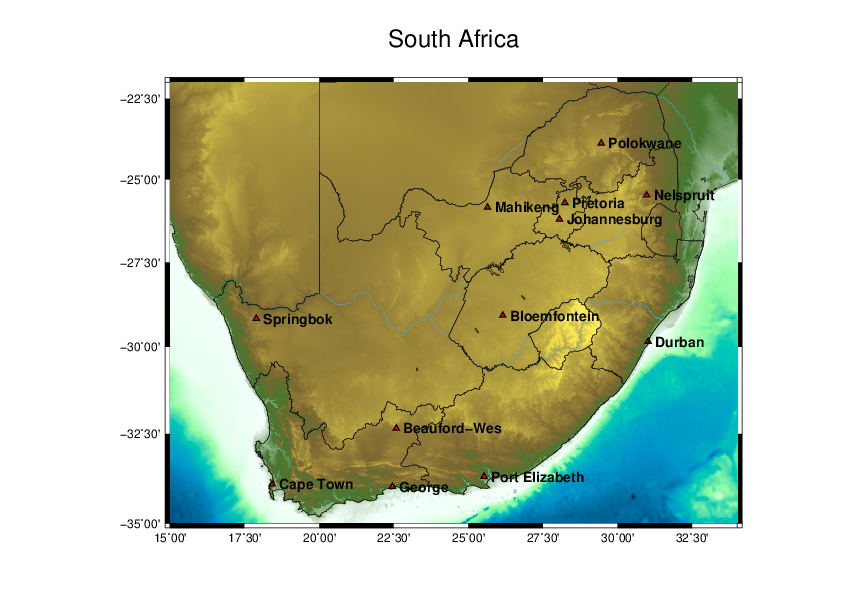 South Africa
−22˚30'
−25˚00'
−27˚30'
−30˚00'
−32˚30'
−35˚00'
15˚00'
17˚30'
20˚00'
22˚30'
25˚00'
27˚30'
30˚00'
32˚30'
Polokwane
Nelspruit
Pretoria
Mahikeng
Johannesburg
Springbok
Bloemfontein
Durban
Beauford−Wes
Port Elizabeth
Cape Town
George